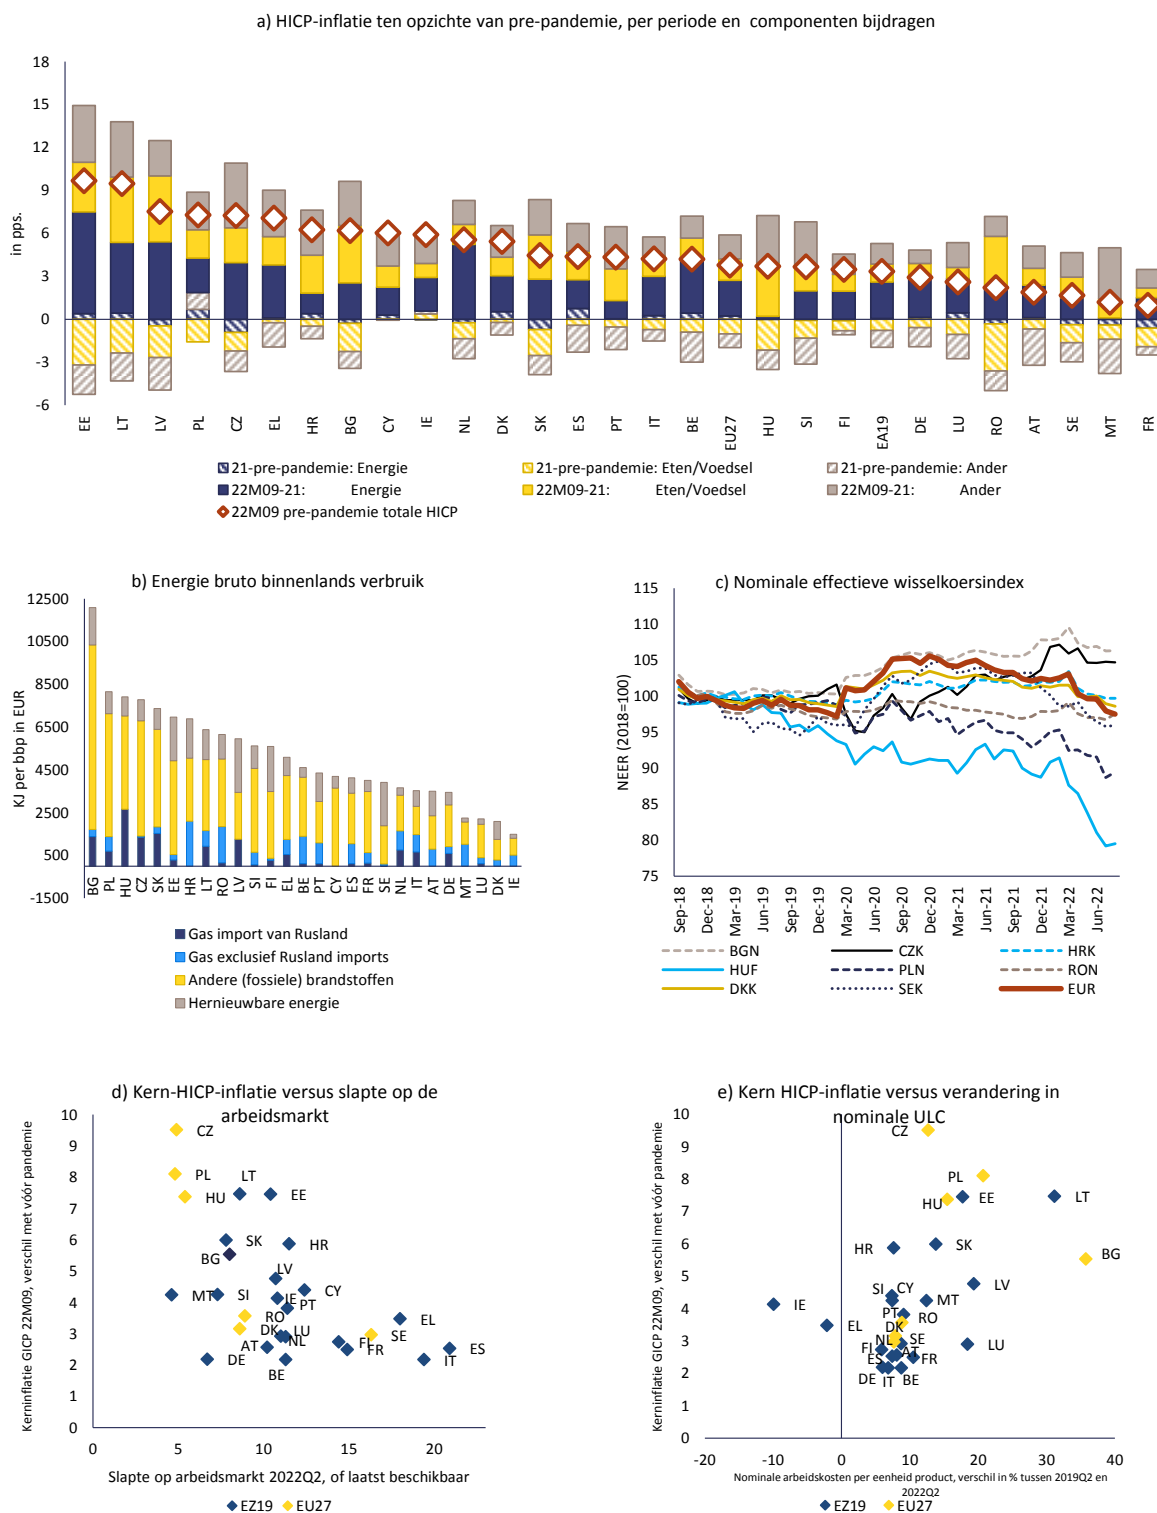 a) HICP-inflatie ten opzichte van pre-pandemie, per periode en componenten bijdragen
in pps.
18
15
12
9
6
3
0
-3
-6
EE LT LV PL CZ EL HR BG CY IE NL DK SK ES PT IT BE EU27 HU SI FI EA19 DE LU RO AT SE MT FR
21-pre-pandemie: Energie
21-pre-pandemie: Eten/Voedsel
21-pre-pandemie: Ander
22M09-21: Energie
22M09-21: Eten/Voedsel
22M09-21: Ander
22M09 pre-pandemie totale HICP
b) Energie bruto binnenlands verbruik
KJ per bbp in EUR
12500
10500
8500
6500
4500
2500
500
-1500
BG PL HU CZ SK EE HR LT RO LV SI FI EL BE PT CY ES FR SE NL IT AT DE MT LU DK IE
Gas import van Rusland
Gas exclusief Rusland imports
Andere (fossiele) brandstoffen
Hernieuwbare energie
c) Nominale effectieve wisselkoersindex
NEER (2018=100)
115
110
105
100
95
90
85
80
75
Sep-18 Dec-18 Mar-19 Jun-19 Sep-19 Dec-19 Mar-20 Jun-20 Sep-20 Dec-20 Mar-21 Jun-21 Sep-21 Dec-21 Mar-22 Jun-22
BGN CZK HRK
HUF PLN RON
DKK SEK EUR
d) Kern-HICP-inflatie versus slapte op de
arbeidsmarkt
Kerninflatie GICP 22M09, verschil met vóór pandemie
10
9
8
7
6
5
4
3
2
1
0
CZ
PL
LT
HU
EE
SK
HR
BG
LV
CY
MT
SI
IE
PT
RO
EL
DK
LU
SE
NL
FI
AT
FR
ES
DE
BE
IT
0 5 10 15 20
Slapte op arbeidsmarkt 2022Q2, of laatst beschikbaar
EZ19 EU27
e) Kern HICP-inflatie versus verandering in
nominale ULC
Kerninflatie GICP 22M09, verschil met vóór pandemie
10
9
8
7
6
5
4
3
2
1
0
CZ
PL
HU
EE
LT
HR
SK
BG
LV
SI
CY
MT
IE
PT
RO
EL
DK
NL
SE
LU
FI
AT
ES
FR
DE
IT
BE
-20 -10 0 10 20 30 40
Nominale arbeidskosten per eenheid product, verschil in % tussen 2019Q2 en
2022Q2
EZ19 EU27